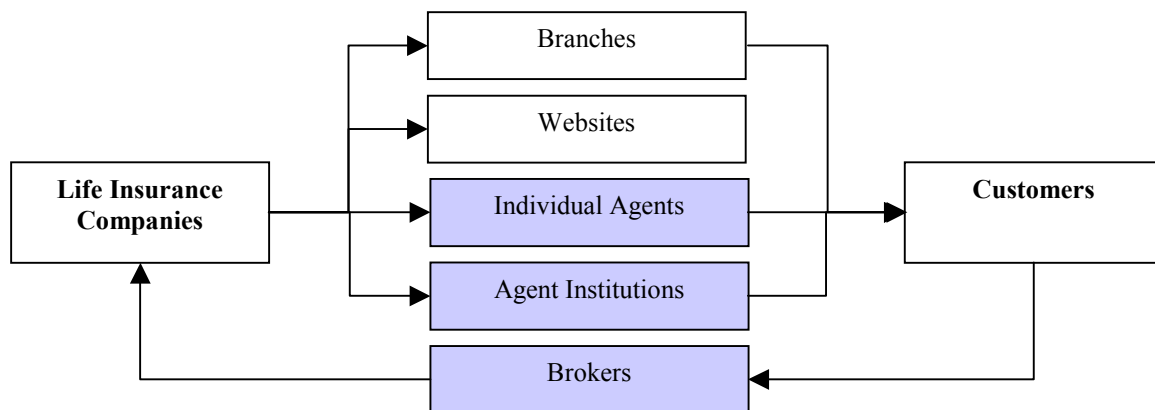 Branches
Websites
Life Insurance
Companies
Individual Agents
Customers
Agent Institutions
Brokers